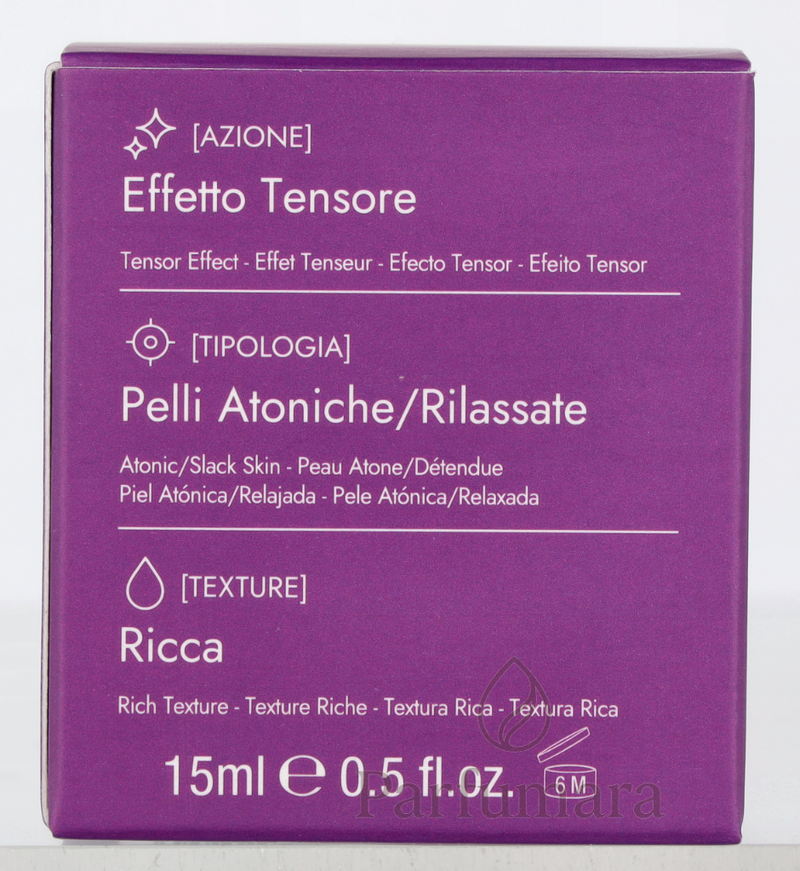 [AZIONE]
Effetto Tensore
Tensor Effect - Effet Tenseur - Efecto Tensor - Efeito Tensor
[TIPOLOGIA]
Pelli Atoniche/Rilassate
Atonic/Slack Skin - Peau Atone/Détendue
Piel Atónica/Relajada - Pele Atónica/Relaxada
[TEXTURE]
Ricca
Rich Texture - Texture Riche - Textura Rica - Textura Rica
15ml ℮ 0.5 fl.oz. 6 M
Parfumara